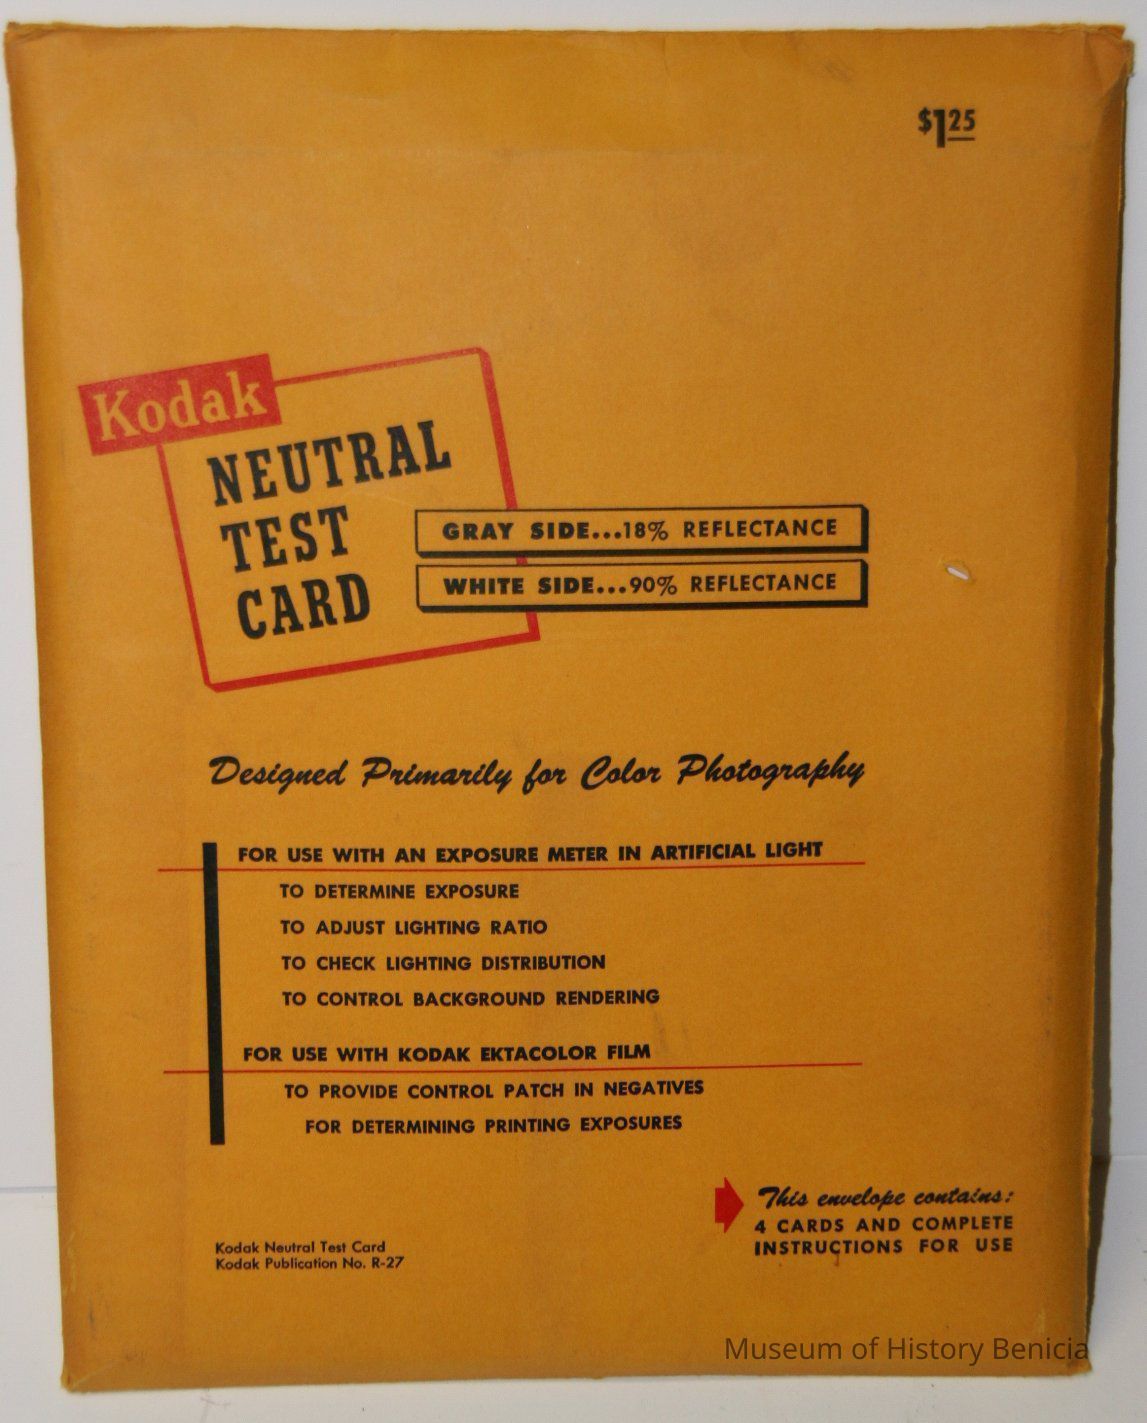 $1.25
Kodak
NEUTRAL
TEST
CARD
GRAY SIDE...18% REFLECTANCE
WHITE SIDE...90% REFLECTANCE
Designed Primarily for Color Photography
FOR USE WITH AN EXPOSURE METER IN ARTIFICIAL LIGHT
TO DETERMINE EXPOSURE
TO ADJUST LIGHTING RATIO
TO CHECK LIGHTING DISTRIBUTION
TO CONTROL BACKGROUND RENDERING
FOR USE WITH KODAK EKTACOLOR FILM
TO PROVIDE CONTROL PATCH IN NEGATIVES
FOR DETERMINING PRINTING EXPOSURES
This envelope contains:
4 CARDS AND COMPLETE
INSTRUCTIONS FOR USE
Kodak Neutral Test Card
Kodak Publication No. R-27
Museum of History Benicia